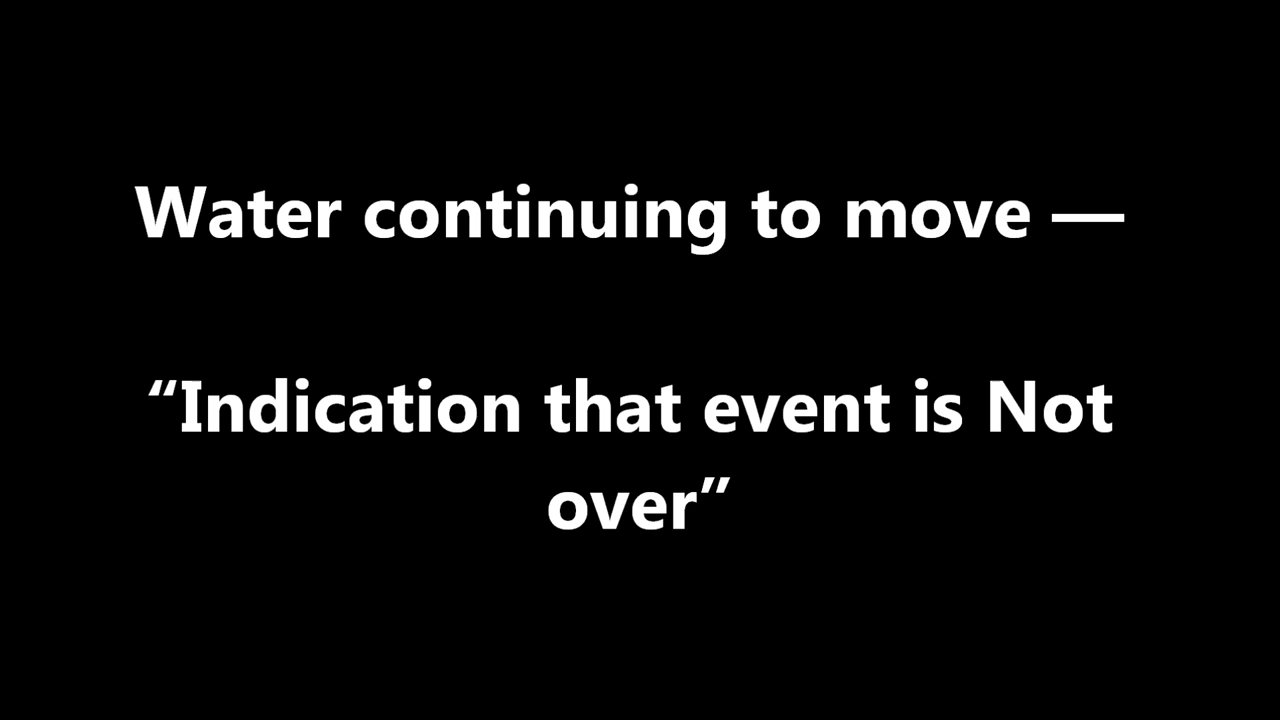 Water continuing to move —
“Indication that event is Not
over”